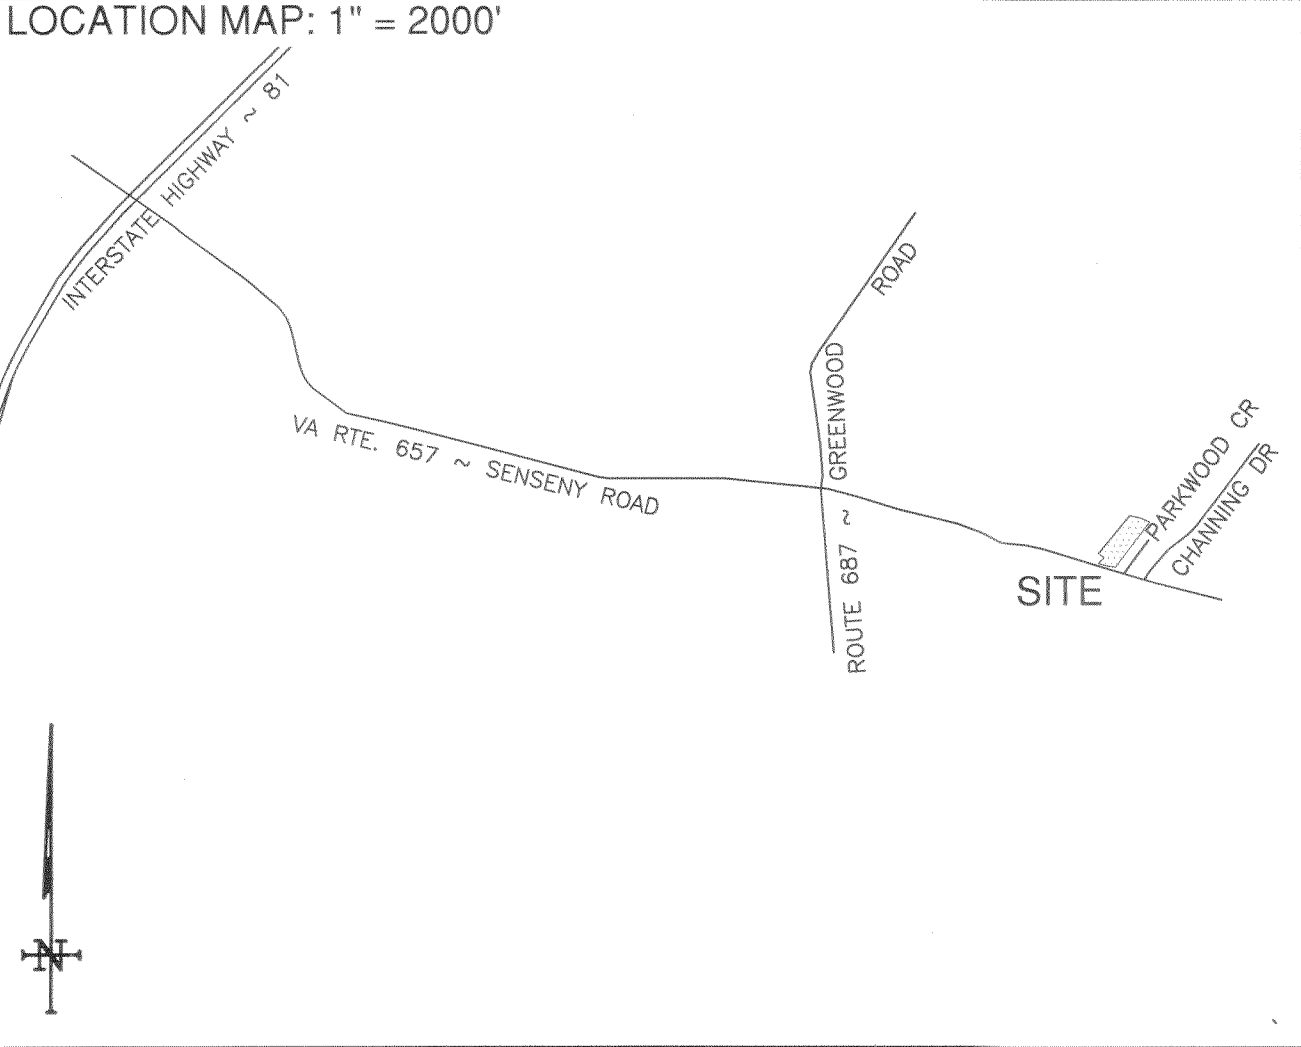 LOCATION MAP: 1" = 2000'
INTERSTATE HIGHWAY ~ 81
VA RTE. 657 ~ SENSENY ROAD
ROUTE 687 ~ GREENWOOD ROAD
PARKWOOD CR
CHANNING DR
SITE
N